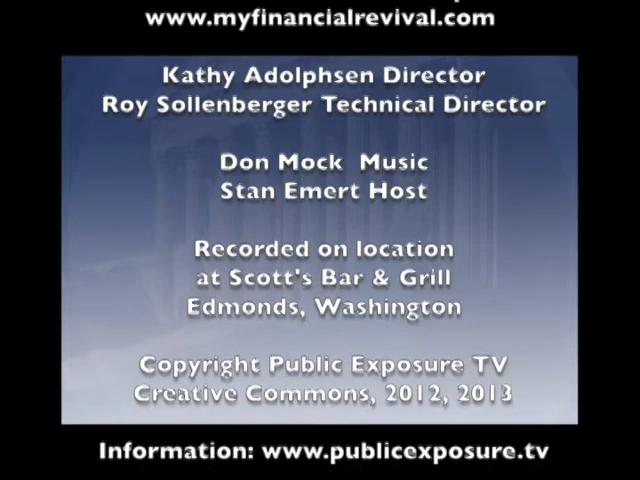 www.myfinancialrevival.com
Kathy Adolphsen Director
Roy Sollenberger Technical Director
Don Mock Music
Stan Emert Host
Recorded on location
at Scott's Bar & Grill
Edmonds, Washington
Copyright Public Exposure TV
Creative Commons, 2012, 2013
Information: www.publicexposure.tv